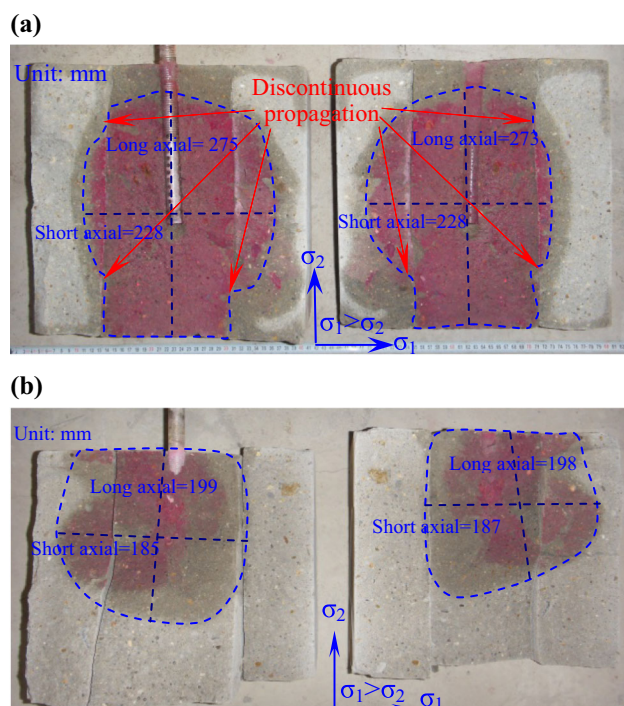 (a)
Unit: mm
Discontinuous
propagation
Long axial= 275
Long axial=273
Short axial=228
Short axial=228
σ2
σ1>σ2
σ1
(b)
Unit: mm
Long axial=199
Long axial=198
Short axial=185
Short axial=187
σ2
σ1>σ2
σ1